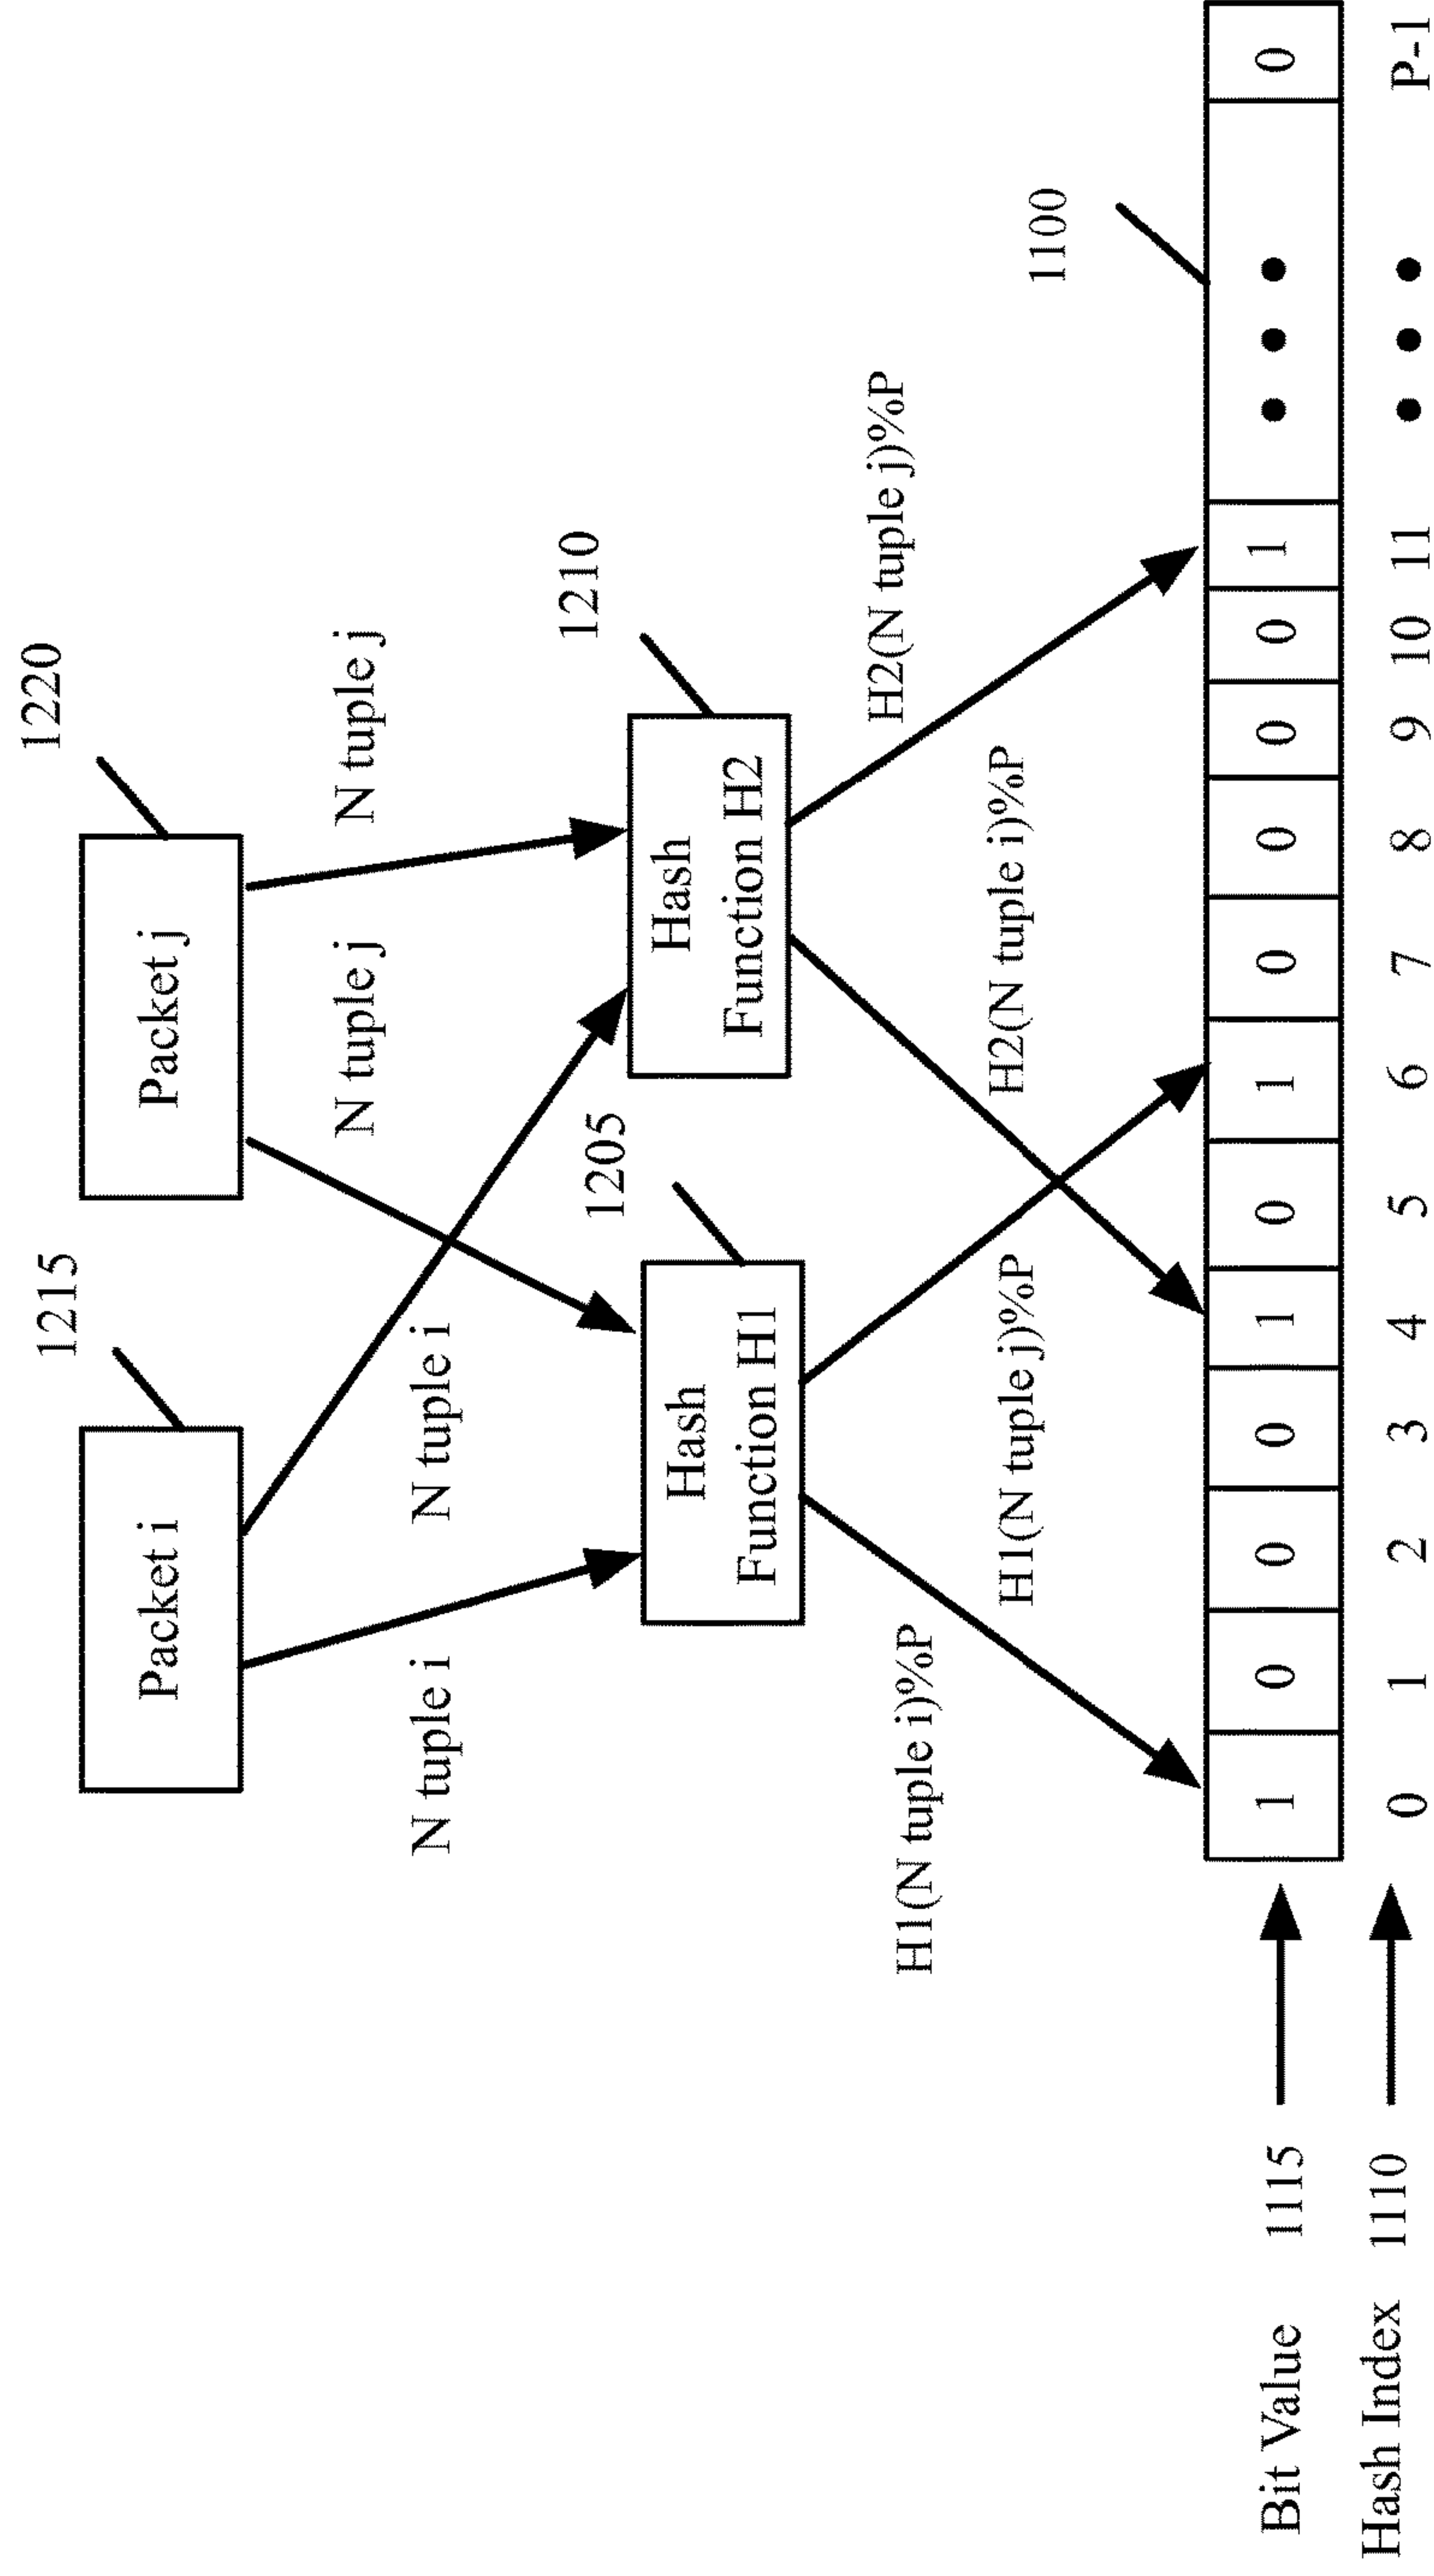 1215
1220
Packet i
Packet j
N tuple j
N tuple j
N tuple i
N tuple i
1205
1210
Hash
Function H1
Hash
Function H2
H1(N tuple i)%P
H2(N tuple j)%P
H1(N tuple j)%P
H2(N tuple i)%P
1100
Bit Value 1115 1 0 0 0 1 0 1 0 0 0 0 1 0
Hash Index 1110 0 1 2 3 4 5 6 7 8 9 10 11 P-1